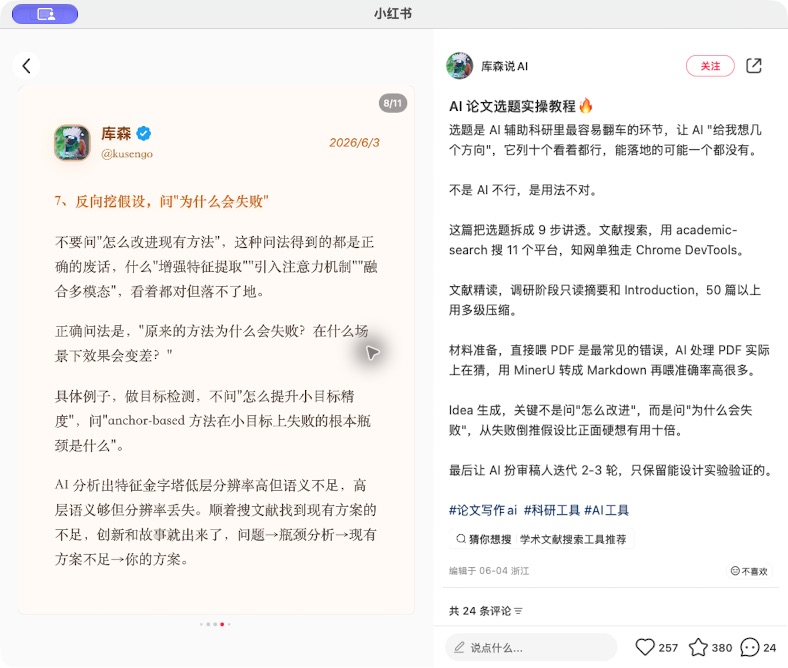 小红书
8/11
库森
@kusengo
2026/6/3
7、反向挖假设，问"为什么会失败"
不要问"怎么改进现有方法"，这种问法得到的都是正
确的废话，什么"增强特征提取""引入注意力机制""融
合多模态"，看着都对但落不了地。
正确问法是，"原来的方法为什么会失败？在什么场
景下效果会变差？"
具体例子，做目标检测，不问"怎么提升小目标精
度"，问"anchor-based 方法在小目标上失败的根本瓶
颈是什么"。
AI 分析出特征金字塔低层分辨率高但语义不足，高
层语义够但分辨率丢失。顺着搜文献找到现有方案的
不足，创新和故事就出来了，问题→瓶颈分析→现有
方案不足→你的方案。
库森说AI
关注
AI 论文选题实操教程🔥
选题是 AI 辅助科研里最容易翻车的环节，让 AI "给我想几
个方向"，它列十个看着都行，能落地的可能一个都没有。
不是 AI 不行，是用法不对。
这篇把选题拆成 9 步讲透。文献搜索，用 academic-
search 搜 11 个平台，知网单独走 Chrome DevTools。
文献精读，调研阶段只读摘要和 Introduction，50 篇以上
用多级压缩。
材料准备，直接喂 PDF 是最常见的错误，AI 处理 PDF 实际
上在猜，用 MinerU 转成 Markdown 再喂准确率高很多。
Idea 生成，关键不是问"怎么改进"，而是问"为什么会失
败"，从失败倒推假设比正面硬想有用十倍。
最后让 AI 扮审稿人迭代 2-3 轮，只保留能设计实验验证的。
#论文写作ai #科研工具 #AI工具
猜你想搜 学术文献搜索工具推荐
编辑于 06-04 浙江
不喜欢
共 24 条评论
说点什么...
257
380
24